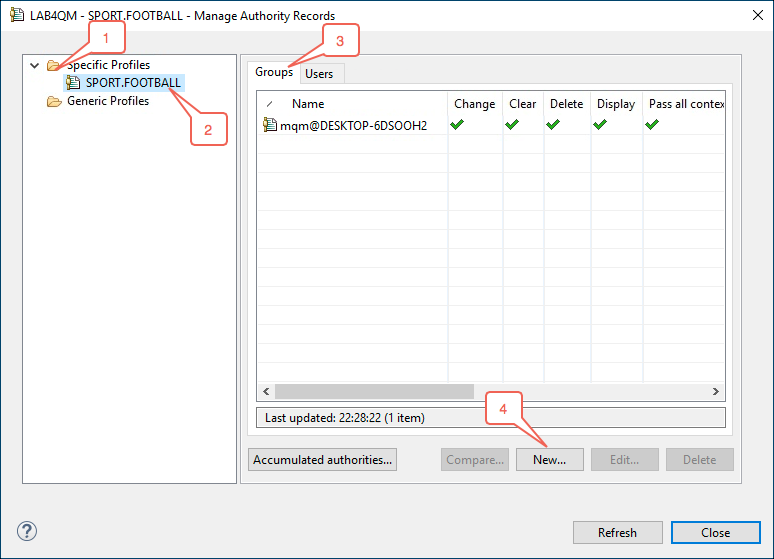 LAB4QM - SPORT.FOOTBALL - Manage Authority Records
1
3
Specific Profiles
SPORT.FOOTBALL
Generic Profiles
2
Groups
Users
Name Change Clear Delete Display Pass all contex
mqm@DESKTOP-6DSOOH2
4
Last updated: 22:28:22 (1 item)
Accumulated authorities... Compare... New... Edit... Delete
? Refresh Close